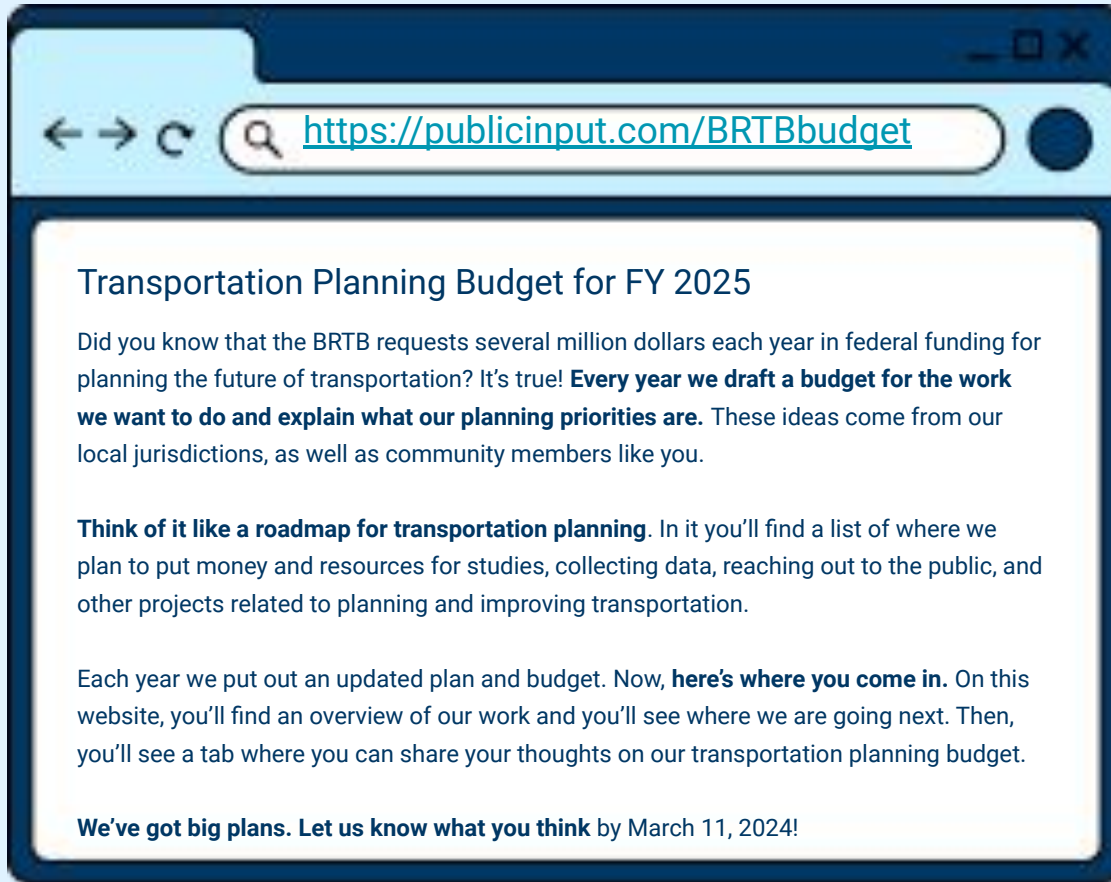 https://publicinput.com/BRTBbudget
Transportation Planning Budget for FY 2025
Did you know that the BRTB requests several million dollars each year in federal funding for
planning the future of transportation? It’s true! Every year we draft a budget for the work
we want to do and explain what our planning priorities are. These ideas come from our
local jurisdictions, as well as community members like you.
Think of it like a roadmap for transportation planning. In it you’ll find a list of where we
plan to put money and resources for studies, collecting data, reaching out to the public, and
other projects related to planning and improving transportation.
Each year we put out an updated plan and budget. Now, here’s where you come in. On this
website, you’ll find an overview of our work and you’ll see where we are going next. Then,
you’ll see a tab where you can share your thoughts on our transportation planning budget.
We’ve got big plans. Let us know what you think by March 11, 2024!